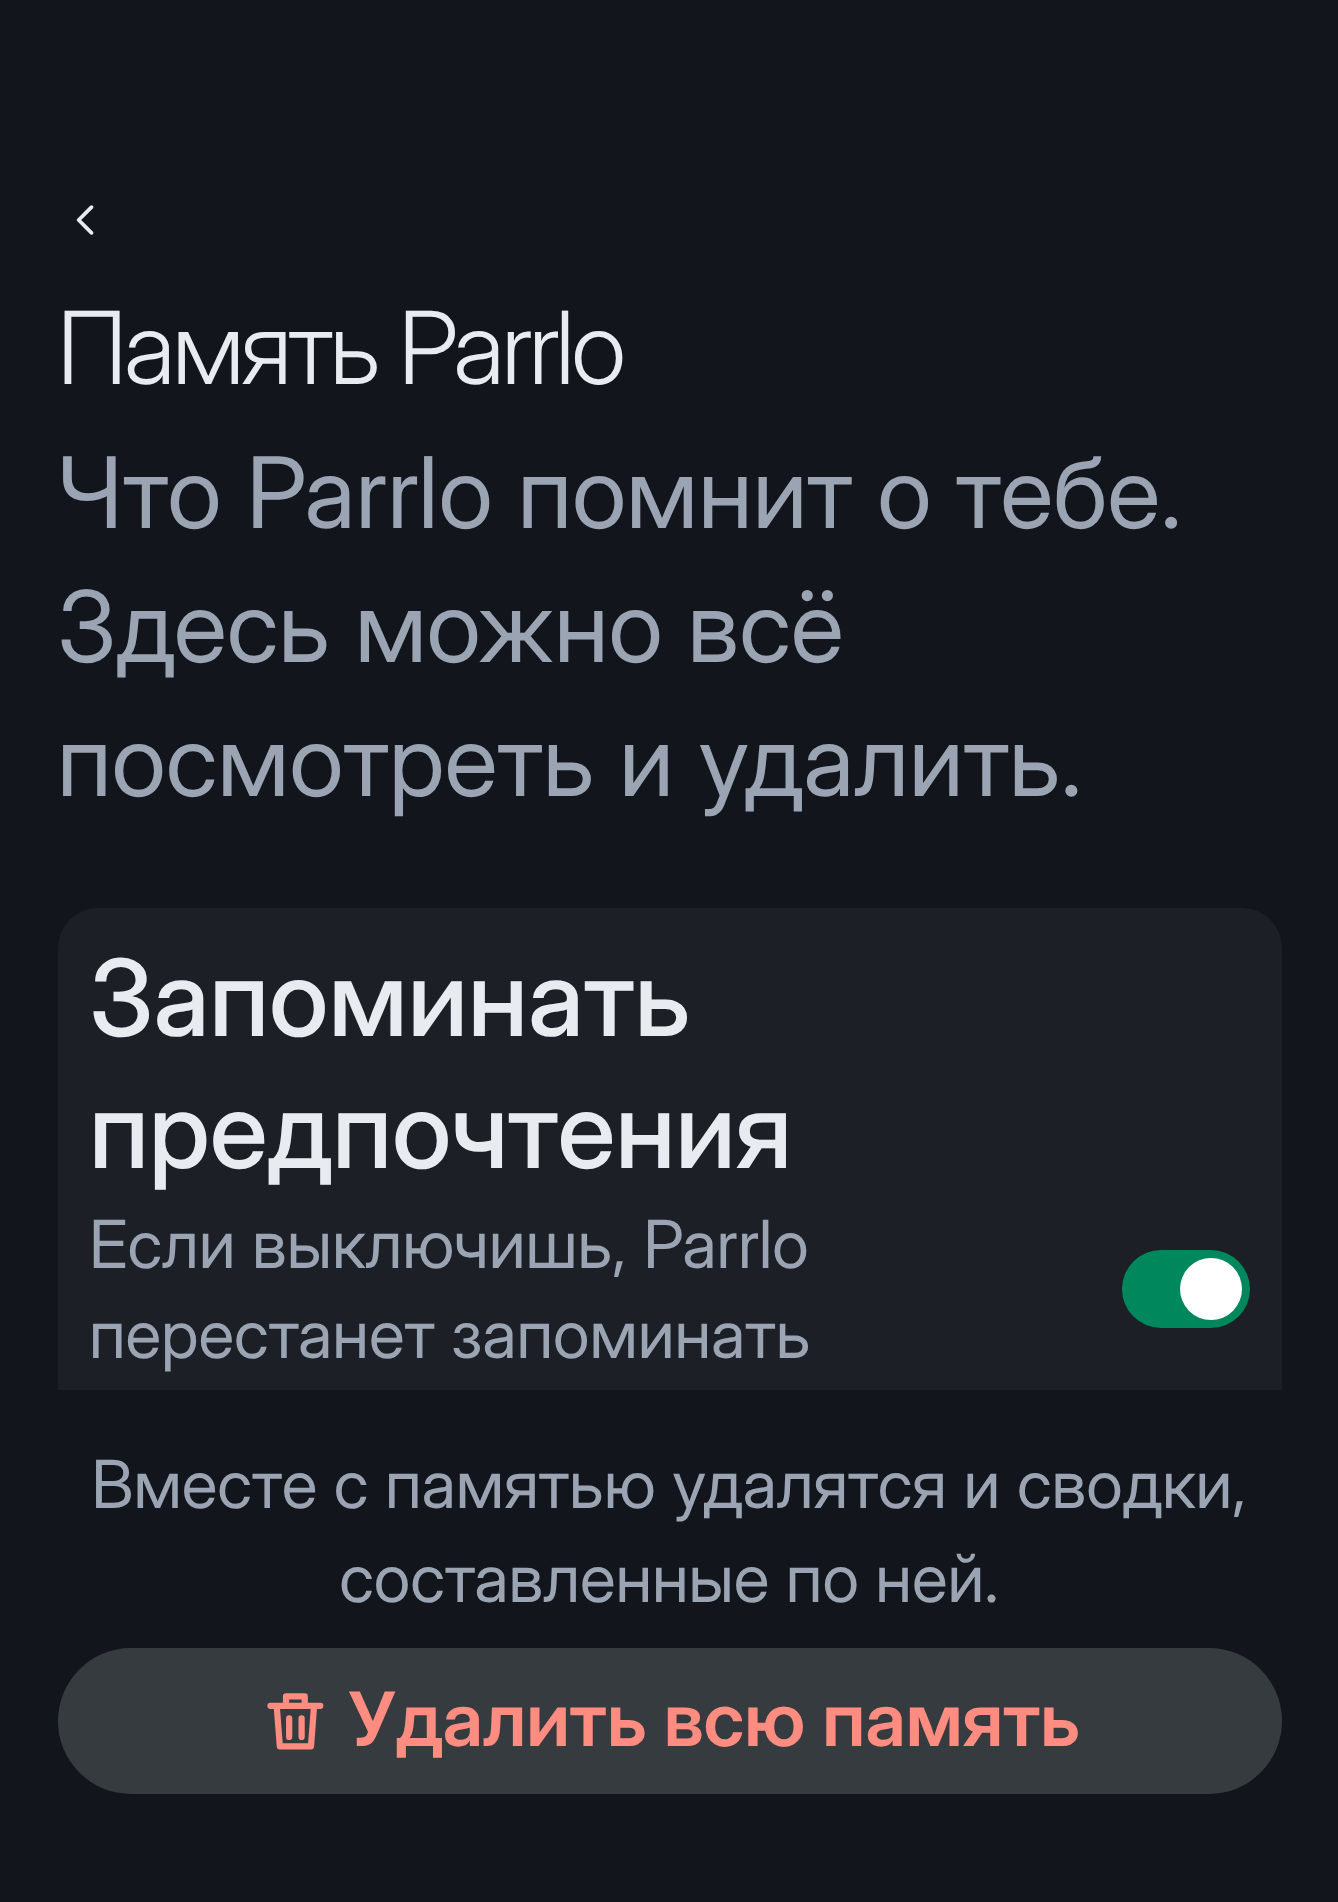 Память Parrlo
Что Parrlo помнит о тебе.
Здесь можно всё
посмотреть и удалить.
Запоминать
предпочтения
Если выключишь, Parrlo
перестанет запоминать
Вместе с памятью удалятся и сводки,
составленные по ней.
Удалить всю память